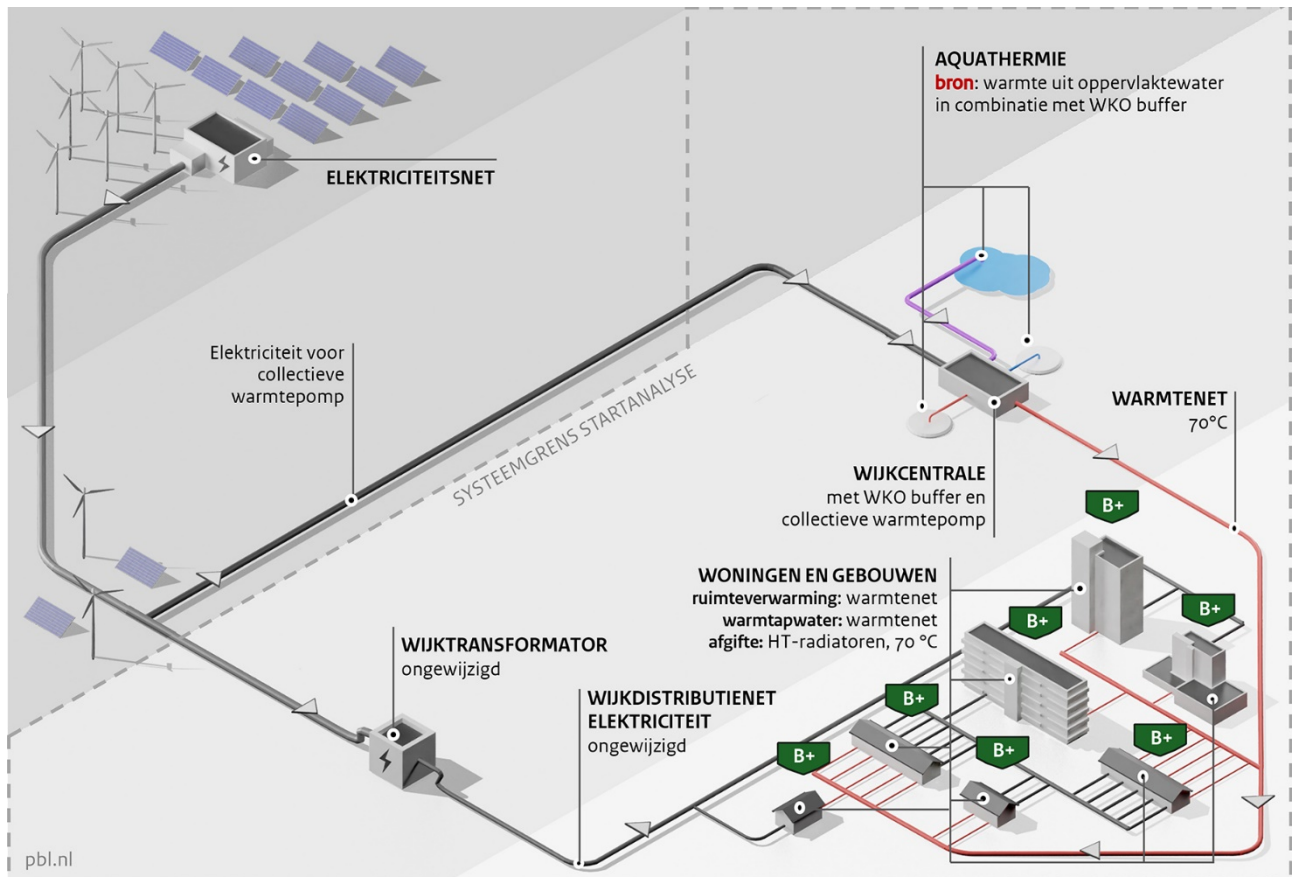 AQUATHERMIE
bron: warmte uit oppervlaktewater
in combinatie met WKO buffer
ELEKTRICITEITSNET
Elektriciteit voor
collectieve
warmtepomp
SYSTEEMGRENS STARTANALYSE
WARMTENET
70°C
WIJKCENTRALE
met WKO buffer en
collectieve warmtepomp
B+
WONINGEN EN GEBOUWEN
ruimteverwarming: warmtenet
warmtapwater: warmtenet
afgifte: HT-radiatoren, 70 °C
B+
B+
WIJKTRANSFORMATOR
ongewijzigd
WIJKDISTRIBUTIENET
ELEKTRICITEIT
ongewijzigd
B+
B+
B+
B+
pbl.nl